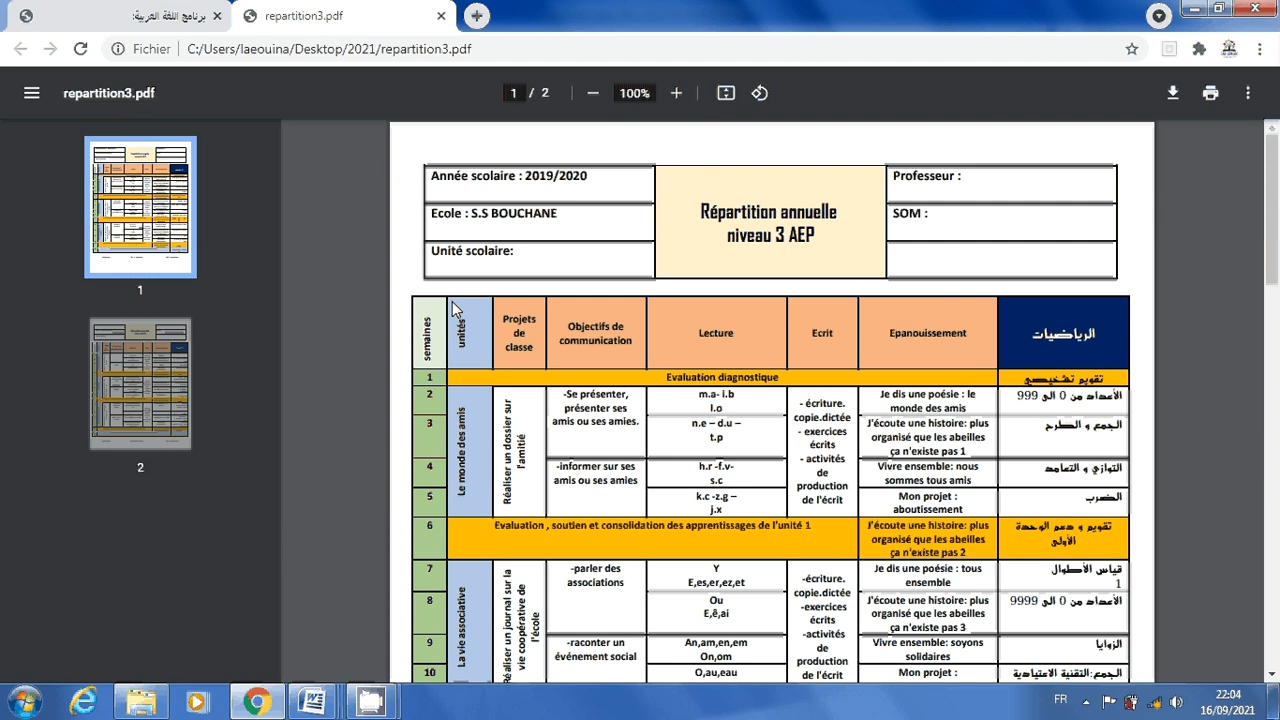 برنامج اللغة العربية:
repartition3.pdf
Fichier
C:/Users/laeouina/Desktop/2021/repartition3.pdf
repartition3.pdf
1 / 2
100%
1
2
Année scolaire : 2019/2020
Ecole : S.S BOUCHANE
Unité scolaire:
Répartition annuelle
niveau 3 AEP
Professeur :
SOM :
semaines
unités
Projets
de
classe
Objectifs de
communication
Lecture
Ecrit
Epanouissement
الرياضيات
1
Evaluation diagnostique
تقويم تشخيصي
Le monde des amis
Réaliser un dossier sur
l'amitié
2
-Se présenter,
présenter ses
amis ou ses amies.
m.a- i.b
l.o
- écriture.
copie.dictée
- exercices
écrits
- activités
de
production
de l'écrit
Je dis une poésie : le
monde des amis
الأعداد من 0 الى 999
3
n.e – d.u –
t.p
J'écoute une histoire: plus
organisé que les abeilles
ça n'existe pas 1
الجمع و الطرح
4
-informer sur ses
amis ou ses amies
h.r -f.v-
s.c
Vivre ensemble: nous
sommes tous amis
التوازي و التعامد
5
k.c -z.g –
j.x
Mon projet :
aboutissement
الضرب
6
Evaluation , soutien et consolidation des apprentissages de l'unité 1
J'écoute une histoire: plus
organisé que les abeilles
ça n'existe pas 2
تقويم و دعم الوحدة
الأولى
La vie associative
Réaliser un journal sur la
vie coopérative de
l'école
7
-parler des
associations
Y
E,es,er,ez,et
-écriture.
copie.dictée
-exercices
écrits
-activités
de
production
de l'écrit
Je dis une poésie : tous
ensemble
قياس الأطوال
1
8
Ou
E,ê,ai
J'écoute une histoire: plus
organisé que les abeilles
ça n'existe pas 3
الأعداد من 0 الى 9999
9
-raconter un
événement social
An,am,en,em
On,om
Vivre ensemble: soyons
solidaires
الزوايا
10
O,au,eau
Mon projet :
الجمع:التقنية الاعتيادية
FR
22:04
16/09/2021